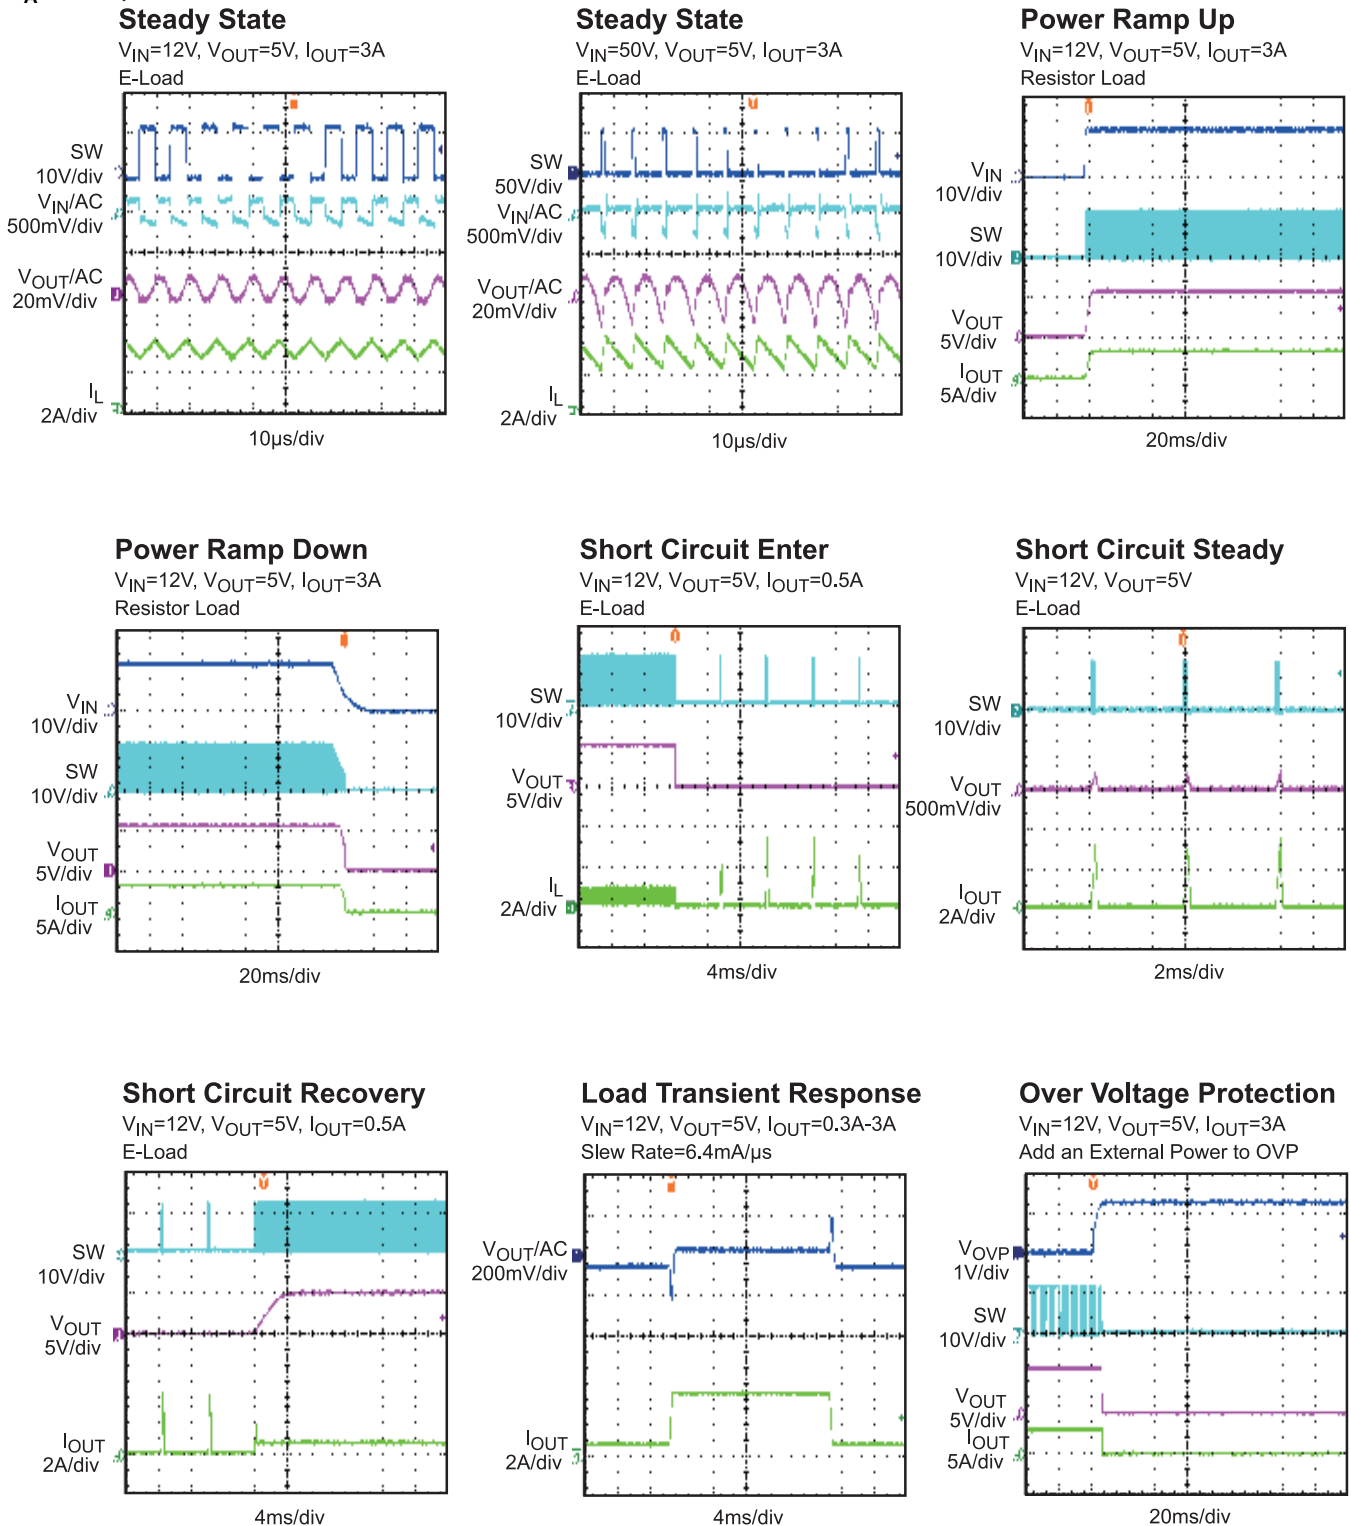 Steady State
VIN=12V, VOUT=5V, IOUT=3A
E-Load
SW
10V/div
VIN/AC
500mV/div
VOUT/AC
20mV/div
IL
2A/div
10µs/div
Steady State
VIN=50V, VOUT=5V, IOUT=3A
E-Load
SW
50V/div
VIN/AC
500mV/div
VOUT/AC
20mV/div
IL
2A/div
10µs/div
Power Ramp Up
VIN=12V, VOUT=5V, IOUT=3A
Resistor Load
VIN
10V/div
SW
10V/div
VOUT
5V/div
IOUT
5A/div
20ms/div
Power Ramp Down
VIN=12V, VOUT=5V, IOUT=3A
Resistor Load
VIN
10V/div
SW
10V/div
VOUT
5V/div
IOUT
5A/div
20ms/div
Short Circuit Enter
VIN=12V, VOUT=5V, IOUT=0.5A
E-Load
SW
10V/div
VOUT
5V/div
IL
2A/div
4ms/div
Short Circuit Steady
VIN=12V, VOUT=5V
E-Load
SW
10V/div
VOUT
500mV/div
IOUT
2A/div
2ms/div
Short Circuit Recovery
VIN=12V, VOUT=5V, IOUT=0.5A
E-Load
SW
10V/div
VOUT
5V/div
IOUT
2A/div
4ms/div
Load Transient Response
VIN=12V, VOUT=5V, IOUT=0.3A-3A
Slew Rate=6.4mA/µs
VOUT/AC
200mV/div
IOUT
2A/div
4ms/div
Over Voltage Protection
VIN=12V, VOUT=5V, IOUT=3A
Add an External Power to OVP
VOVP
1V/div
SW
10V/div
VOUT
5V/div
IOUT
5A/div
20ms/div